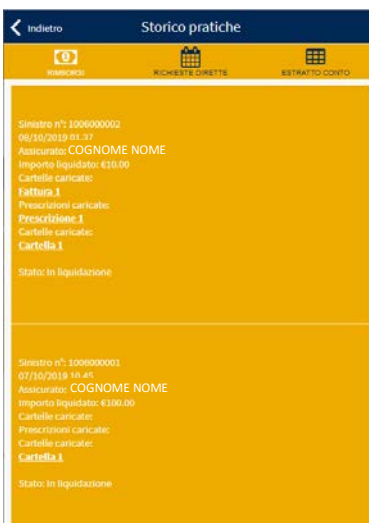 Indietro
Storico pratiche
RIMBORSI
RICHIESTE DIRETTE
ESTRATTO CONTO
Sinistro n°: 1006000002
08/10/2019 01.37
Assicurato: COGNOME NOME
Importo liquidato: €10.00
Cartelle caricate:
Fattura 1
Prescrizioni caricate:
Prescrizione 1
Cartelle caricate:
Cartella 1
Stato: In liquidazione
Sinistro n°: 1006000001
07/10/2019 10.45
Assicurato: COGNOME NOME
Importo liquidato: €100.00
Cartelle caricate:
Prescrizioni caricate:
Cartelle caricate:
Cartella 1
Stato: In liquidazione